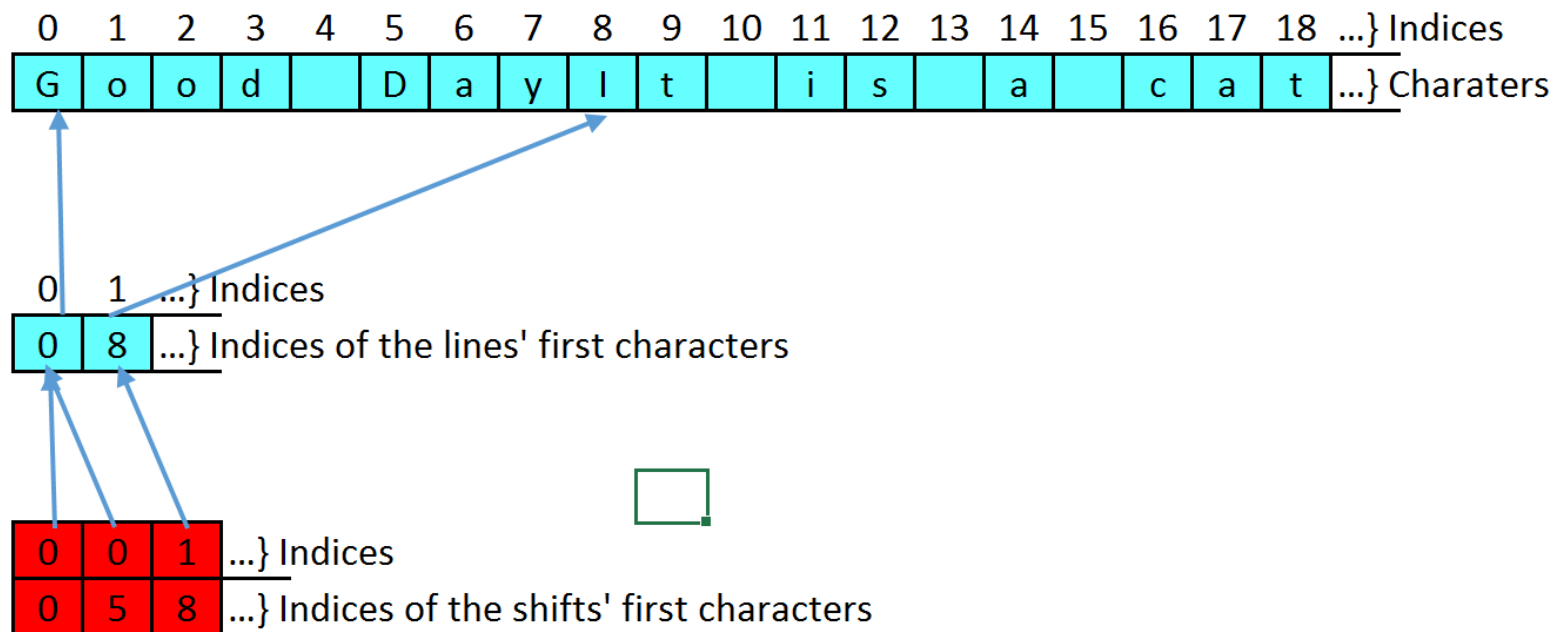 0 1 2 3 4 5 6 7 8 9 10 11 12 13 14 15 16 17 18 ...} Indices
G o o d D a y I t i s a c a t ...} Charaters
0 1 ...} Indices
0 8 ...} Indices of the lines' first characters
0 0 1 ...} Indices
0 5 8 ...} Indices of the shifts' first characters